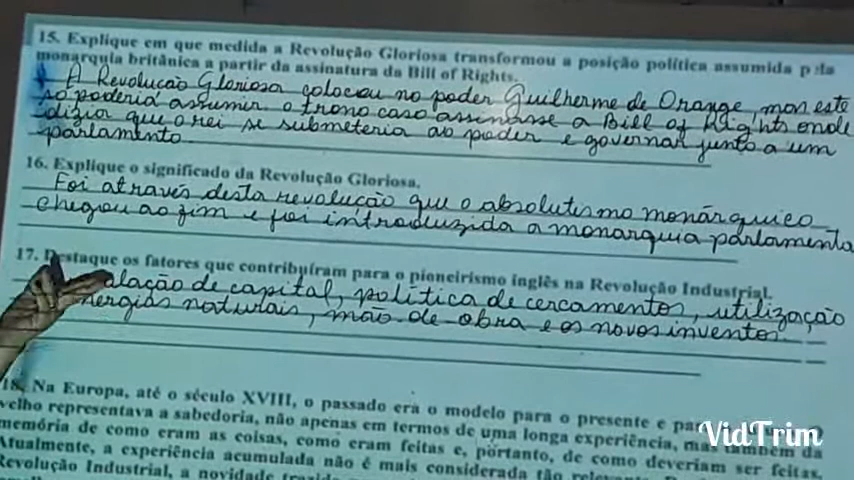 15. Explique em que medida a Revolução Gloriosa transformou a posição política assumida pela
monarquia britânica a partir da assinatura da Bill of Rights.
A Revolucao Gloriosa colocou no poder Guilherme de Orange, mas este
só poderia assumir o trono caso assinasse a Bill of Rights onde
dizia que o rei se submeteria ao poder e governar junto a um
parlamento
16. Explique o significado da Revolução Gloriosa.
Foi através desta revolução que o absolutismo monárquico
chegou ao fim e foi introduzida a monarquia parlamenta
17. Destaque os fatores que contribuíram para o pioneirismo inglês na Revolução Industrial.
alação de capital, política de cercamentos, utilização
nergias naturais, mão de obra e os novos inventos.
18. Na Europa, até o século XVIII, o passado era o modelo para o presente e
velho representava a sabedoria, não apenas em termos de uma longa experiência, mas também da
memória de como eram as coisas, como eram feitas e, portanto, de como deveriam ser feitas.
Atualmente, a experiência acumulada não é mais considerada tão
Revolução Industrial, a novidade
VidTrim